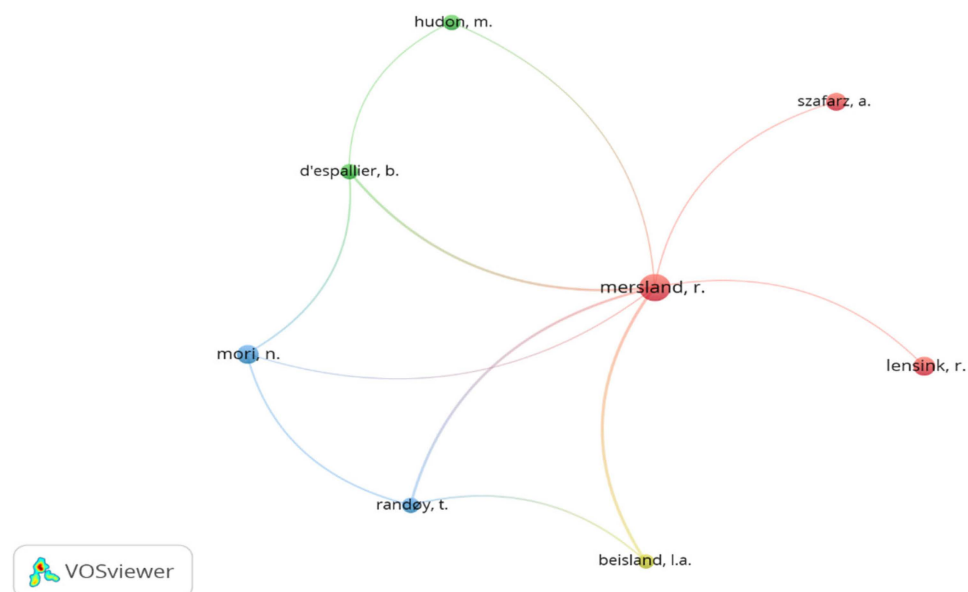 hudon, m.
szafarz, a.
d'espallier, b.
mersland, r.
mori, n.
lensink, r.
randøy, t.
beisland, l.a.
VOSviewer